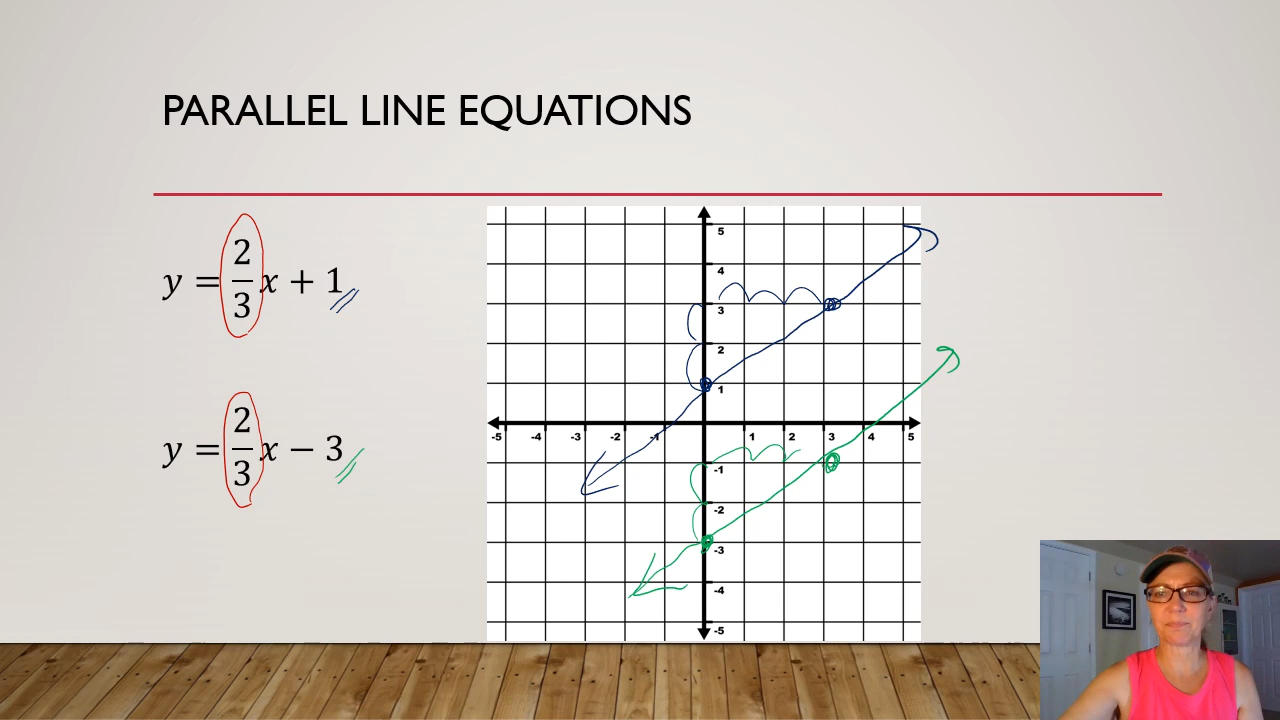 PARALLEL LINE EQUATIONS
y = 2/3 x + 1
y = 2/3 x − 3
5
4
3
2
1
-5 -4 -3 -2 -1 1 2 3 4 5
-1
-2
-3
-4
-5